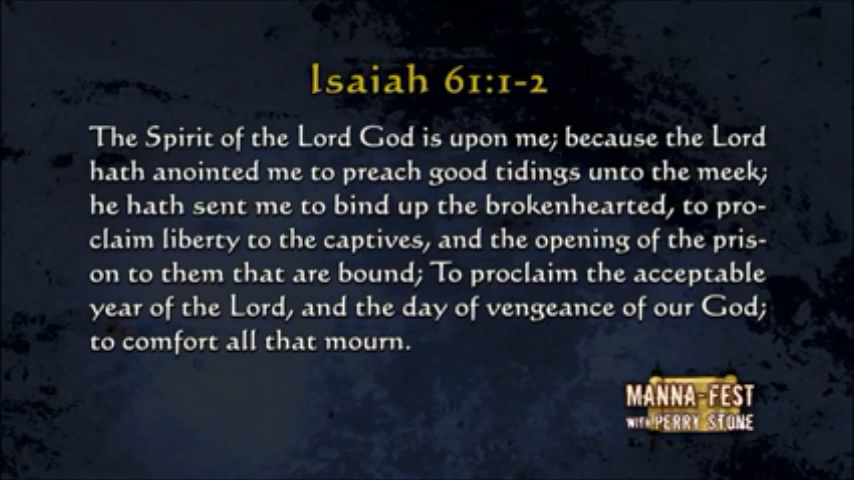 Isaiah 61:1-2
The Spirit of the Lord God is upon me; because the Lord
hath anointed me to preach good tidings unto the meek;
he hath sent me to bind up the brokenhearted, to pro-
claim liberty to the captives, and the opening of the pris-
on to them that are bound; To proclaim the acceptable
year of the Lord, and the day of vengeance of our God;
to comfort all that mourn.
MANNA-FEST
WITH PERRY STONE